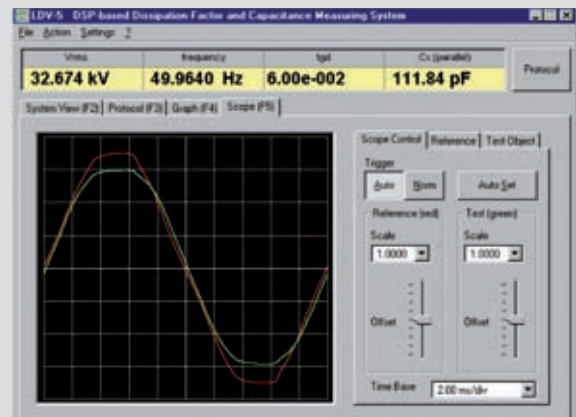 LDV-5 DSP-based Dissipation Factor and Capacitance Measuring System
File Action Settings ?
Vrms frequency tgd Cx (parallel)
32.674 kV 49.9640 Hz 6.00e-002 111.84 pF
Protocol
System View (F2) Protocol (F3) Graph (F4) Scope (F5)
Scope Control Reference Test Object
Trigger
Auto Norm Auto Set
Reference (red) Test (green)
Scale Scale
1.0000 1.0000
Offset Offset
Time Base 2.00 ms/div